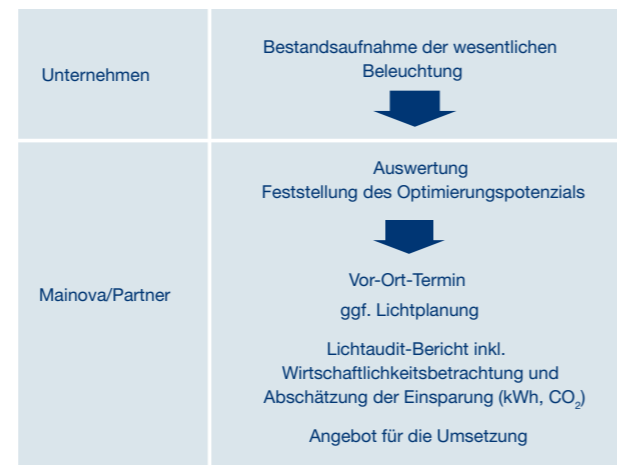 Unternehmen
Bestandsaufnahme der wesentlichen
Beleuchtung
Mainova/Partner
Auswertung
Feststellung des Optimierungspotenzials
Vor-Ort-Termin
ggf. Lichtplanung
Lichtaudit-Bericht inkl.
Wirtschaftlichkeitsbetrachtung und
Abschätzung der Einsparung (kWh, CO₂)
Angebot für die Umsetzung